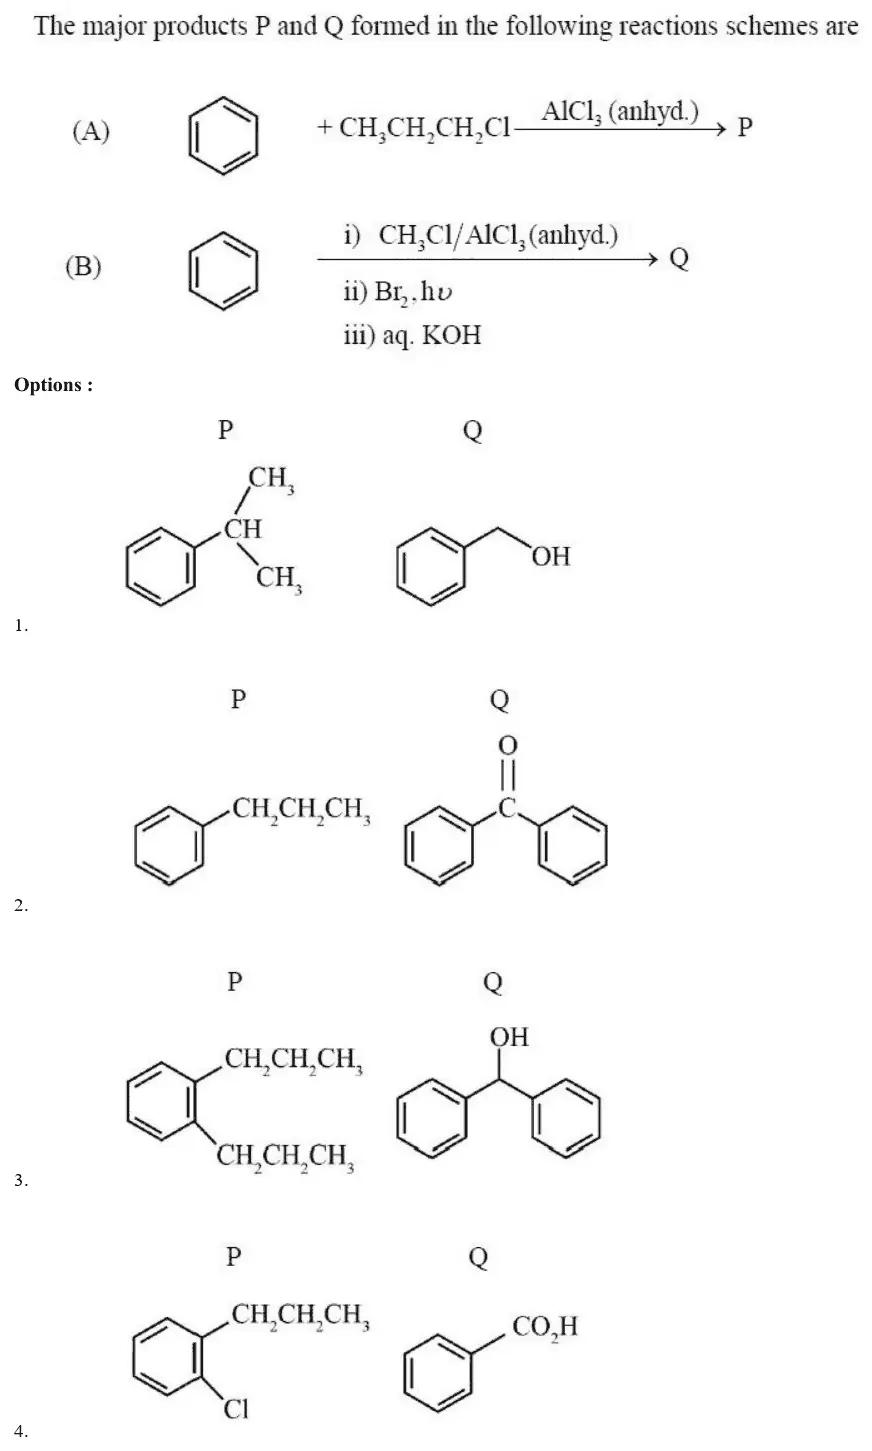 The major products P and Q formed in the following reactions schemes are
(A) + CH₃CH₂CH₂Cl AlCl₃ (anhyd.) P
(B) i) CH₃Cl/AlCl₃(anhyd.) Q
ii) Br₂, hυ
iii) aq. KOH
Options :
P Q
CH₃
CH
OH
CH₃
1.
P Q
O
CH₂CH₂CH₃ C
2.
P Q
OH
CH₂CH₂CH₃
CH₂CH₂CH₃
3.
P Q
CH₂CH₂CH₃ CO₂H
Cl
4.